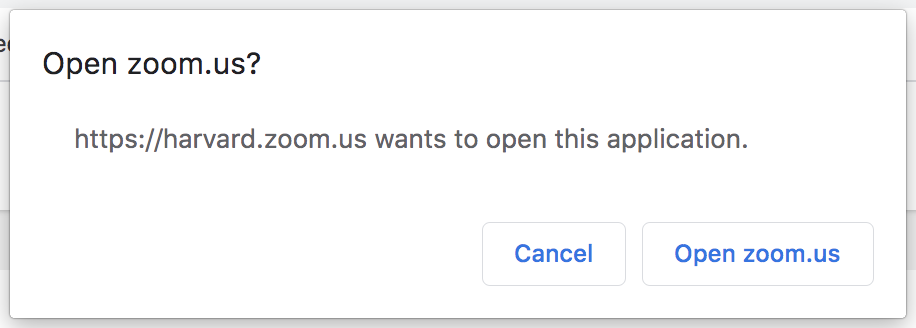 Open zoom.us?
https://harvard.zoom.us wants to open this application.
Cancel
Open zoom.us